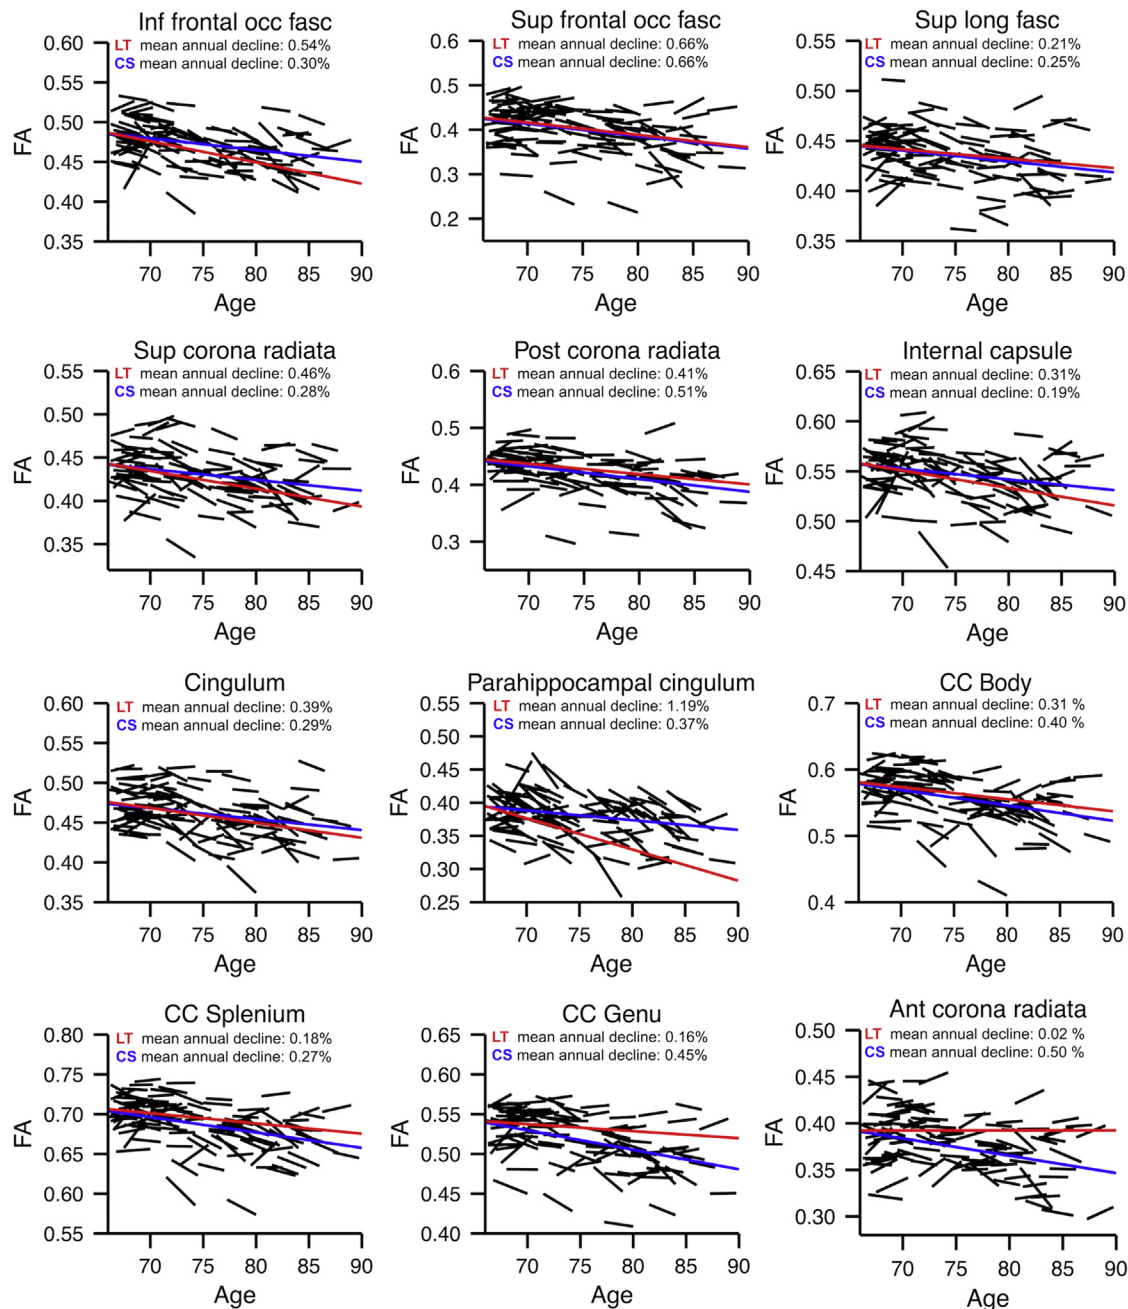 Inf frontal occ fasc
LT mean annual decline: 0.54%
CS mean annual decline: 0.30%
0.60
0.55
0.50
0.45
0.40
0.35
FA
70 75 80 85 90
Age
Sup frontal occ fasc
LT mean annual decline: 0.66%
CS mean annual decline: 0.66%
0.6
0.5
0.4
0.3
0.2
FA
70 75 80 85 90
Age
Sup long fasc
LT mean annual decline: 0.21%
CS mean annual decline: 0.25%
0.55
0.50
0.45
0.40
0.35
FA
70 75 80 85 90
Age
Sup corona radiata
LT mean annual decline: 0.46%
CS mean annual decline: 0.28%
0.55
0.50
0.45
0.40
0.35
FA
70 75 80 85 90
Age
Post corona radiata
LT mean annual decline: 0.41%
CS mean annual decline: 0.51%
0.6
0.5
0.4
0.3
FA
70 75 80 85 90
Age
Internal capsule
LT mean annual decline: 0.31%
CS mean annual decline: 0.19%
0.65
0.60
0.55
0.50
0.45
FA
70 75 80 85 90
Age
Cingulum
LT mean annual decline: 0.39%
CS mean annual decline: 0.29%
0.60
0.55
0.50
0.45
0.40
0.35
FA
70 75 80 85 90
Age
Parahippocampal cingulum
LT mean annual decline: 1.19%
CS mean annual decline: 0.37%
0.55
0.50
0.45
0.40
0.35
0.30
0.25
FA
70 75 80 85 90
Age
CC Body
LT mean annual decline: 0.31 %
CS mean annual decline: 0.40 %
0.7
0.6
0.5
0.4
FA
70 75 80 85 90
Age
CC Splenium
LT mean annual decline: 0.18%
CS mean annual decline: 0.27%
0.80
0.75
0.70
0.65
0.60
0.55
FA
70 75 80 85 90
Age
CC Genu
LT mean annual decline: 0.16%
CS mean annual decline: 0.45%
0.65
0.60
0.55
0.50
0.45
0.40
FA
70 75 80 85 90
Age
Ant corona radiata
LT mean annual decline: 0.02 %
CS mean annual decline: 0.50 %
0.50
0.45
0.40
0.35
0.30
FA
70 75 80 85 90
Age